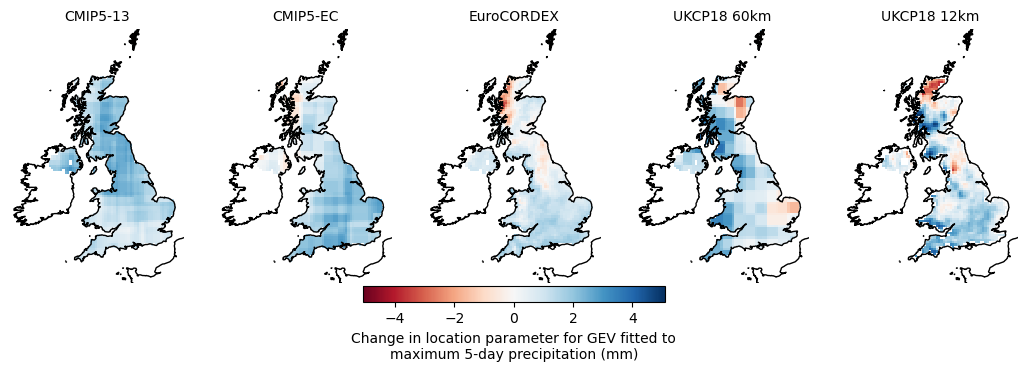 CMIP5-13
CMIP5-EC
EuroCORDEX
UKCP18 60km
UKCP18 12km
−4
−2
0
2
4
Change in location parameter for GEV fitted to
maximum 5-day precipitation (mm)